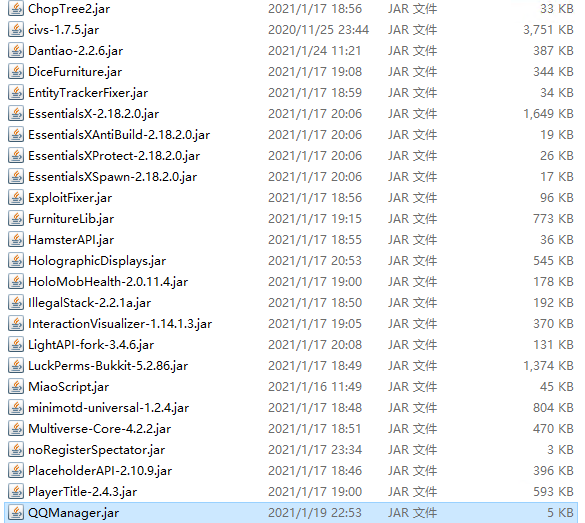 ChopTree2.jar 2021/1/17 18:56 JAR 文件 33 KB
civs-1.7.5.jar 2020/11/25 23:44 JAR 文件 3,751 KB
Dantiao-2.2.6.jar 2021/1/24 11:21 JAR 文件 387 KB
DiceFurniture.jar 2021/1/17 19:08 JAR 文件 344 KB
EntityTrackerFixer.jar 2021/1/17 18:59 JAR 文件 34 KB
EssentialsX-2.18.2.0.jar 2021/1/17 20:06 JAR 文件 1,649 KB
EssentialsXAntiBuild-2.18.2.0.jar 2021/1/17 20:06 JAR 文件 19 KB
EssentialsXProtect-2.18.2.0.jar 2021/1/17 20:06 JAR 文件 26 KB
EssentialsXSpawn-2.18.2.0.jar 2021/1/17 20:06 JAR 文件 17 KB
ExploitFixer.jar 2021/1/17 18:56 JAR 文件 96 KB
FurnitureLib.jar 2021/1/17 19:15 JAR 文件 773 KB
HamsterAPI.jar 2021/1/17 18:55 JAR 文件 36 KB
HolographicDisplays.jar 2021/1/17 20:53 JAR 文件 545 KB
HoloMobHealth-2.0.11.4.jar 2021/1/17 19:00 JAR 文件 178 KB
IllegalStack-2.2.1a.jar 2021/1/17 18:50 JAR 文件 192 KB
InteractionVisualizer-1.14.1.3.jar 2021/1/17 19:05 JAR 文件 370 KB
LightAPI-fork-3.4.6.jar 2021/1/17 20:08 JAR 文件 131 KB
LuckPerms-Bukkit-5.2.86.jar 2021/1/17 18:49 JAR 文件 1,374 KB
MiaoScript.jar 2021/1/16 11:49 JAR 文件 45 KB
minimotd-universal-1.2.4.jar 2021/1/17 18:48 JAR 文件 804 KB
Multiverse-Core-4.2.2.jar 2021/1/17 18:51 JAR 文件 470 KB
noRegisterSpectator.jar 2021/1/17 23:34 JAR 文件 3 KB
PlaceholderAPI-2.10.9.jar 2021/1/17 18:46 JAR 文件 396 KB
PlayerTitle-2.4.3.jar 2021/1/17 19:00 JAR 文件 593 KB
QQManager.jar 2021/1/19 22:53 JAR 文件 5 KB